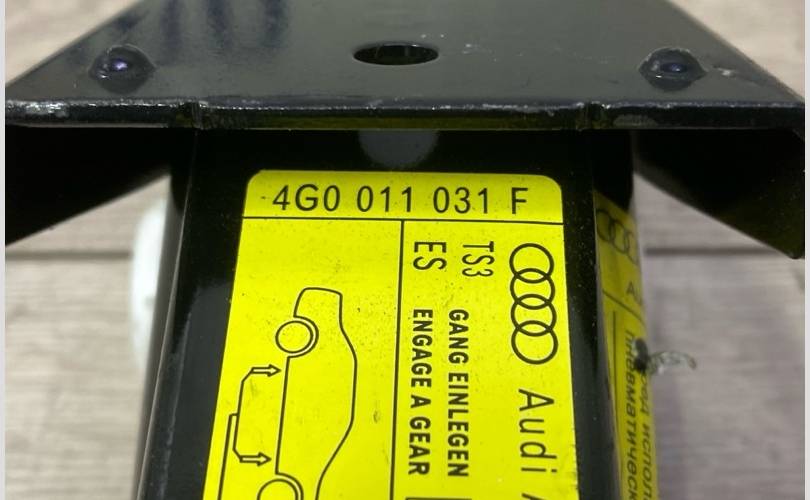 4G0 011 031 F
Audi
TS3
GANG EINLEGEN
ES
ENGAGE A GEAR